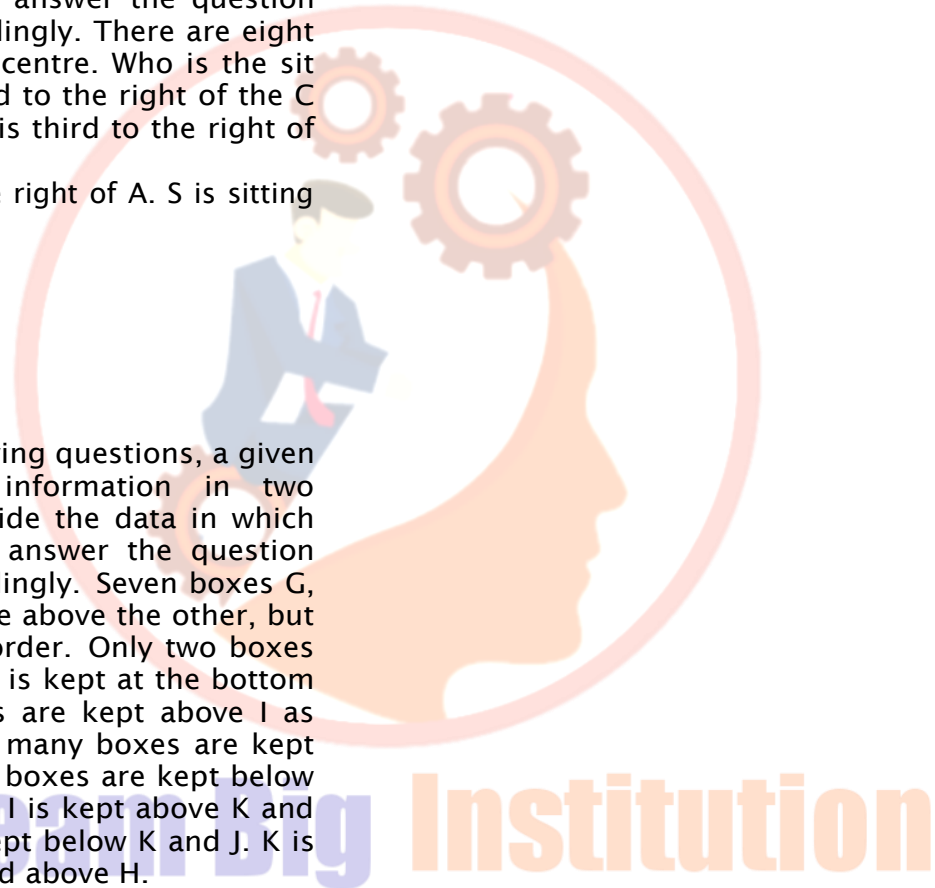 answer the question
lingly. There are eight
centre. Who is the sit
d to the right of the C
is third to the right of
right of A. S is sitting
ing questions, a given
information in two
ide the data in which
answer the question
lingly. Seven boxes G,
e above the other, but
order. Only two boxes
is kept at the bottom
s are kept above I as
many boxes are kept
boxes are kept below
I is kept above K and
pt below K and J. K is
d above H.
eam Big Institution